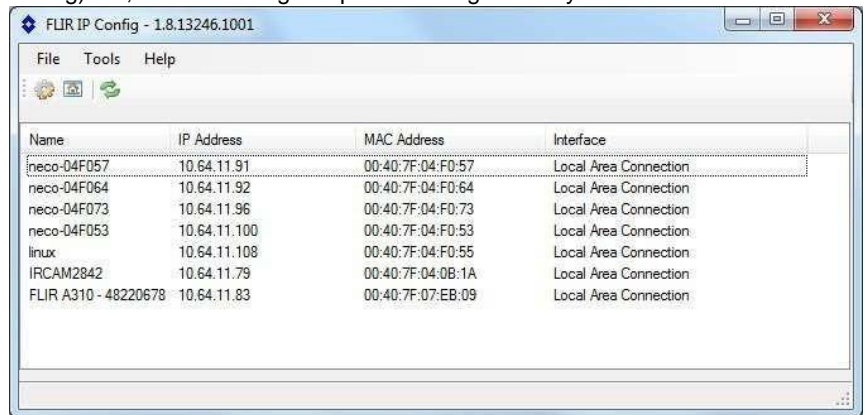 FLIR IP Config - 1.8.13246.1001
File Tools Help
Name IP Address MAC Address Interface
neco-04F057 10.64.11.91 00:40:7F:04:F0:57 Local Area Connection
neco-04F064 10.64.11.92 00:40:7F:04:F0:64 Local Area Connection
neco-04F073 10.64.11.96 00:40:7F:04:F0:73 Local Area Connection
neco-04F053 10.64.11.100 00:40:7F:04:F0:53 Local Area Connection
linux 10.64.11.108 00:40:7F:04:F0:55 Local Area Connection
IRCAM2842 10.64.11.79 00:40:7F:04:0B:1A Local Area Connection
FLIR A310 - 48220678 10.64.11.83 00:40:7F:07:EB:09 Local Area Connection